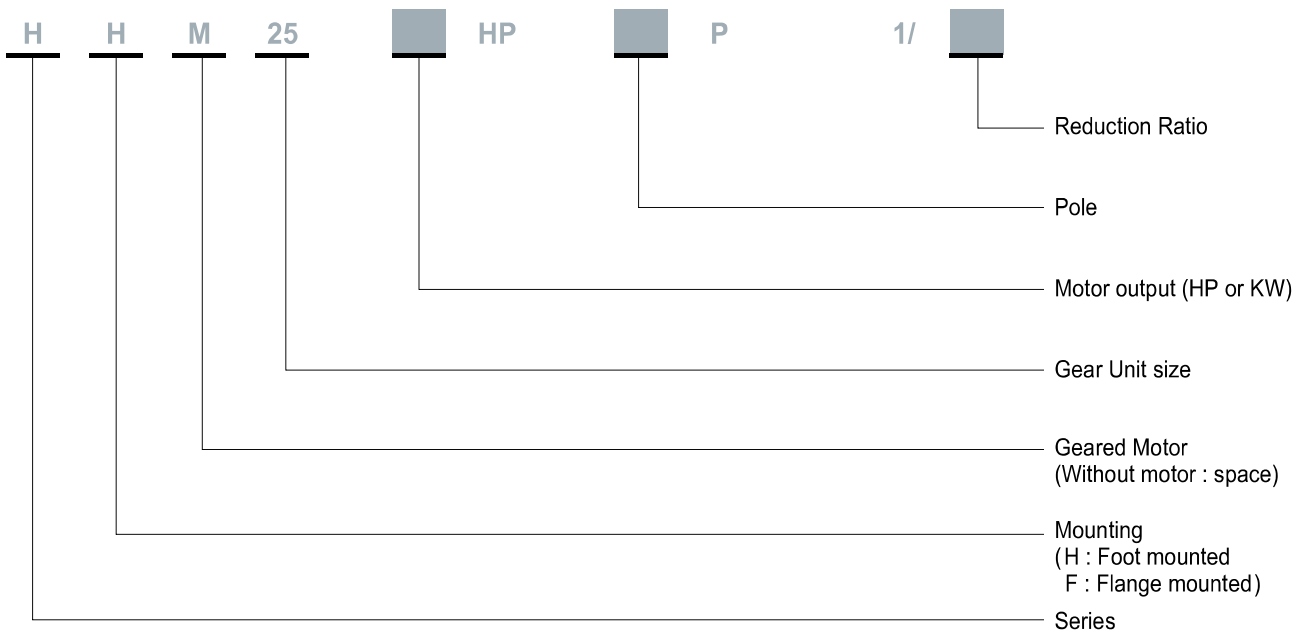 H H M 25 HP P 1/
Reduction Ratio
Pole
Motor output (HP or KW)
Gear Unit size
Geared Motor
(Without motor : space)
Mounting
(H : Foot mounted
F : Flange mounted)
Series